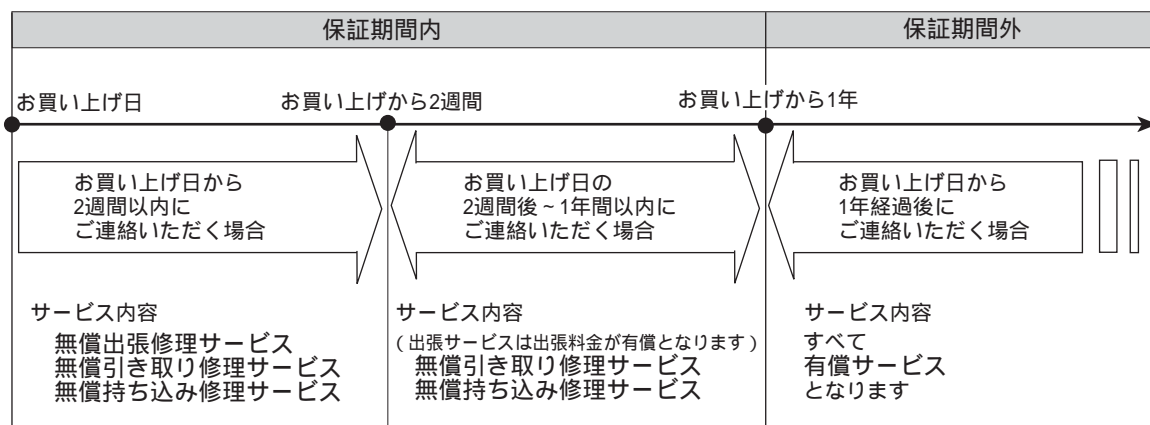 保証期間内
保証期間外
お買い上げ日
お買い上げから2週間
お買い上げから1年
お買い上げ日から
2週間以内に
ご連絡いただく場合
お買い上げ日の
2週間後~1年間以内に
ご連絡いただく場合
お買い上げ日から
1年経過後に
ご連絡いただく場合
サービス内容
無償出張修理サービス
無償引き取り修理サービス
無償持ち込み修理サービス
サービス内容
(出張サービスは出張料金が有償となります)
無償引き取り修理サービス
無償持ち込み修理サービス
サービス内容
すべて
有償サービス
となります